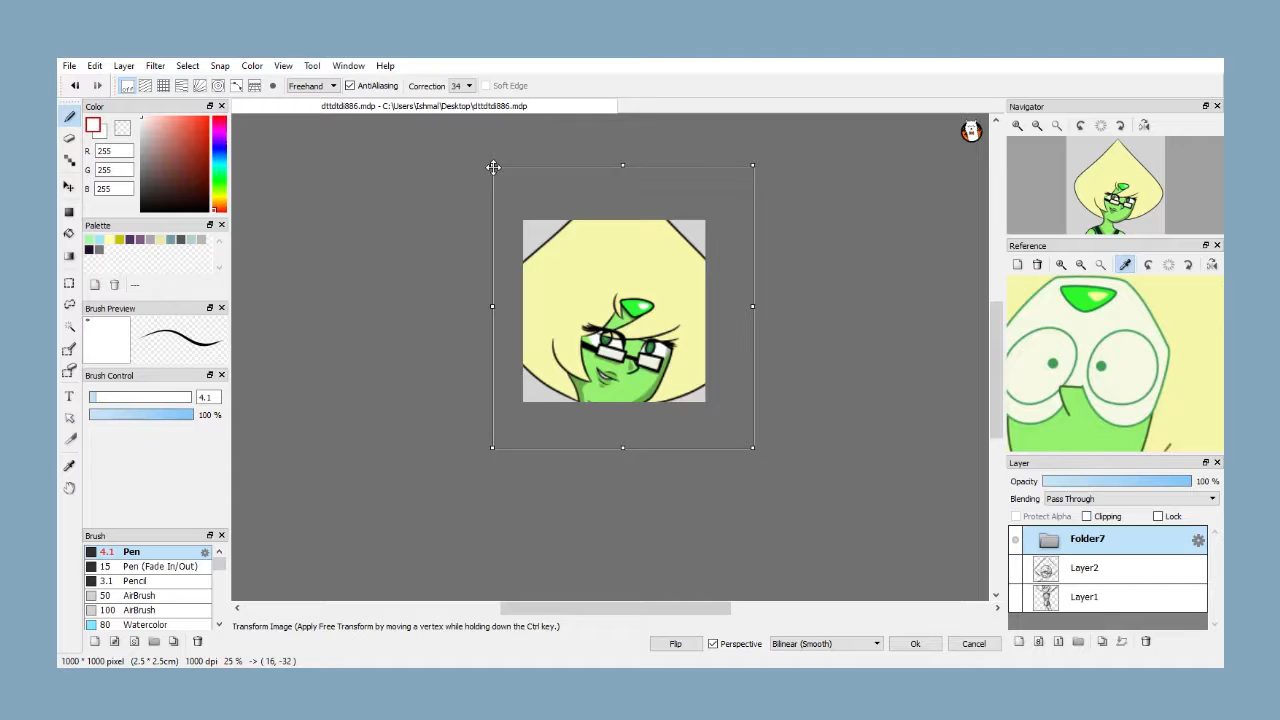 File Edit Layer Filter Select Snap Color View Tool Window Help
off Freehand AntiAliasing Correction 34 Soft Edge
Color
dttdtdi886.mdp - C:\Users\Ishmal\Desktop\dttdtdi886.mdp
Navigator
R 255
G 255
B 255
Palette
---
Reference
Brush Preview
Brush Control
4.1
100 %
Layer
Opacity 100 %
Blending Pass Through
Protect Alpha Clipping Lock
Folder7
Layer2
Layer1
Brush
4.1 Pen
15 Pen (Fade In/Out)
3.1 Pencil
50 AirBrush
100 AirBrush
80 Watercolor
Transform Image (Apply Free Transform by moving a vertex while holding down the Ctrl key.)
Flip Perspective Bilinear (Smooth) Ok Cancel
1000 * 1000 pixel (2.5 * 2.5cm) 1000 dpi 25 % -> ( 16, -32 )